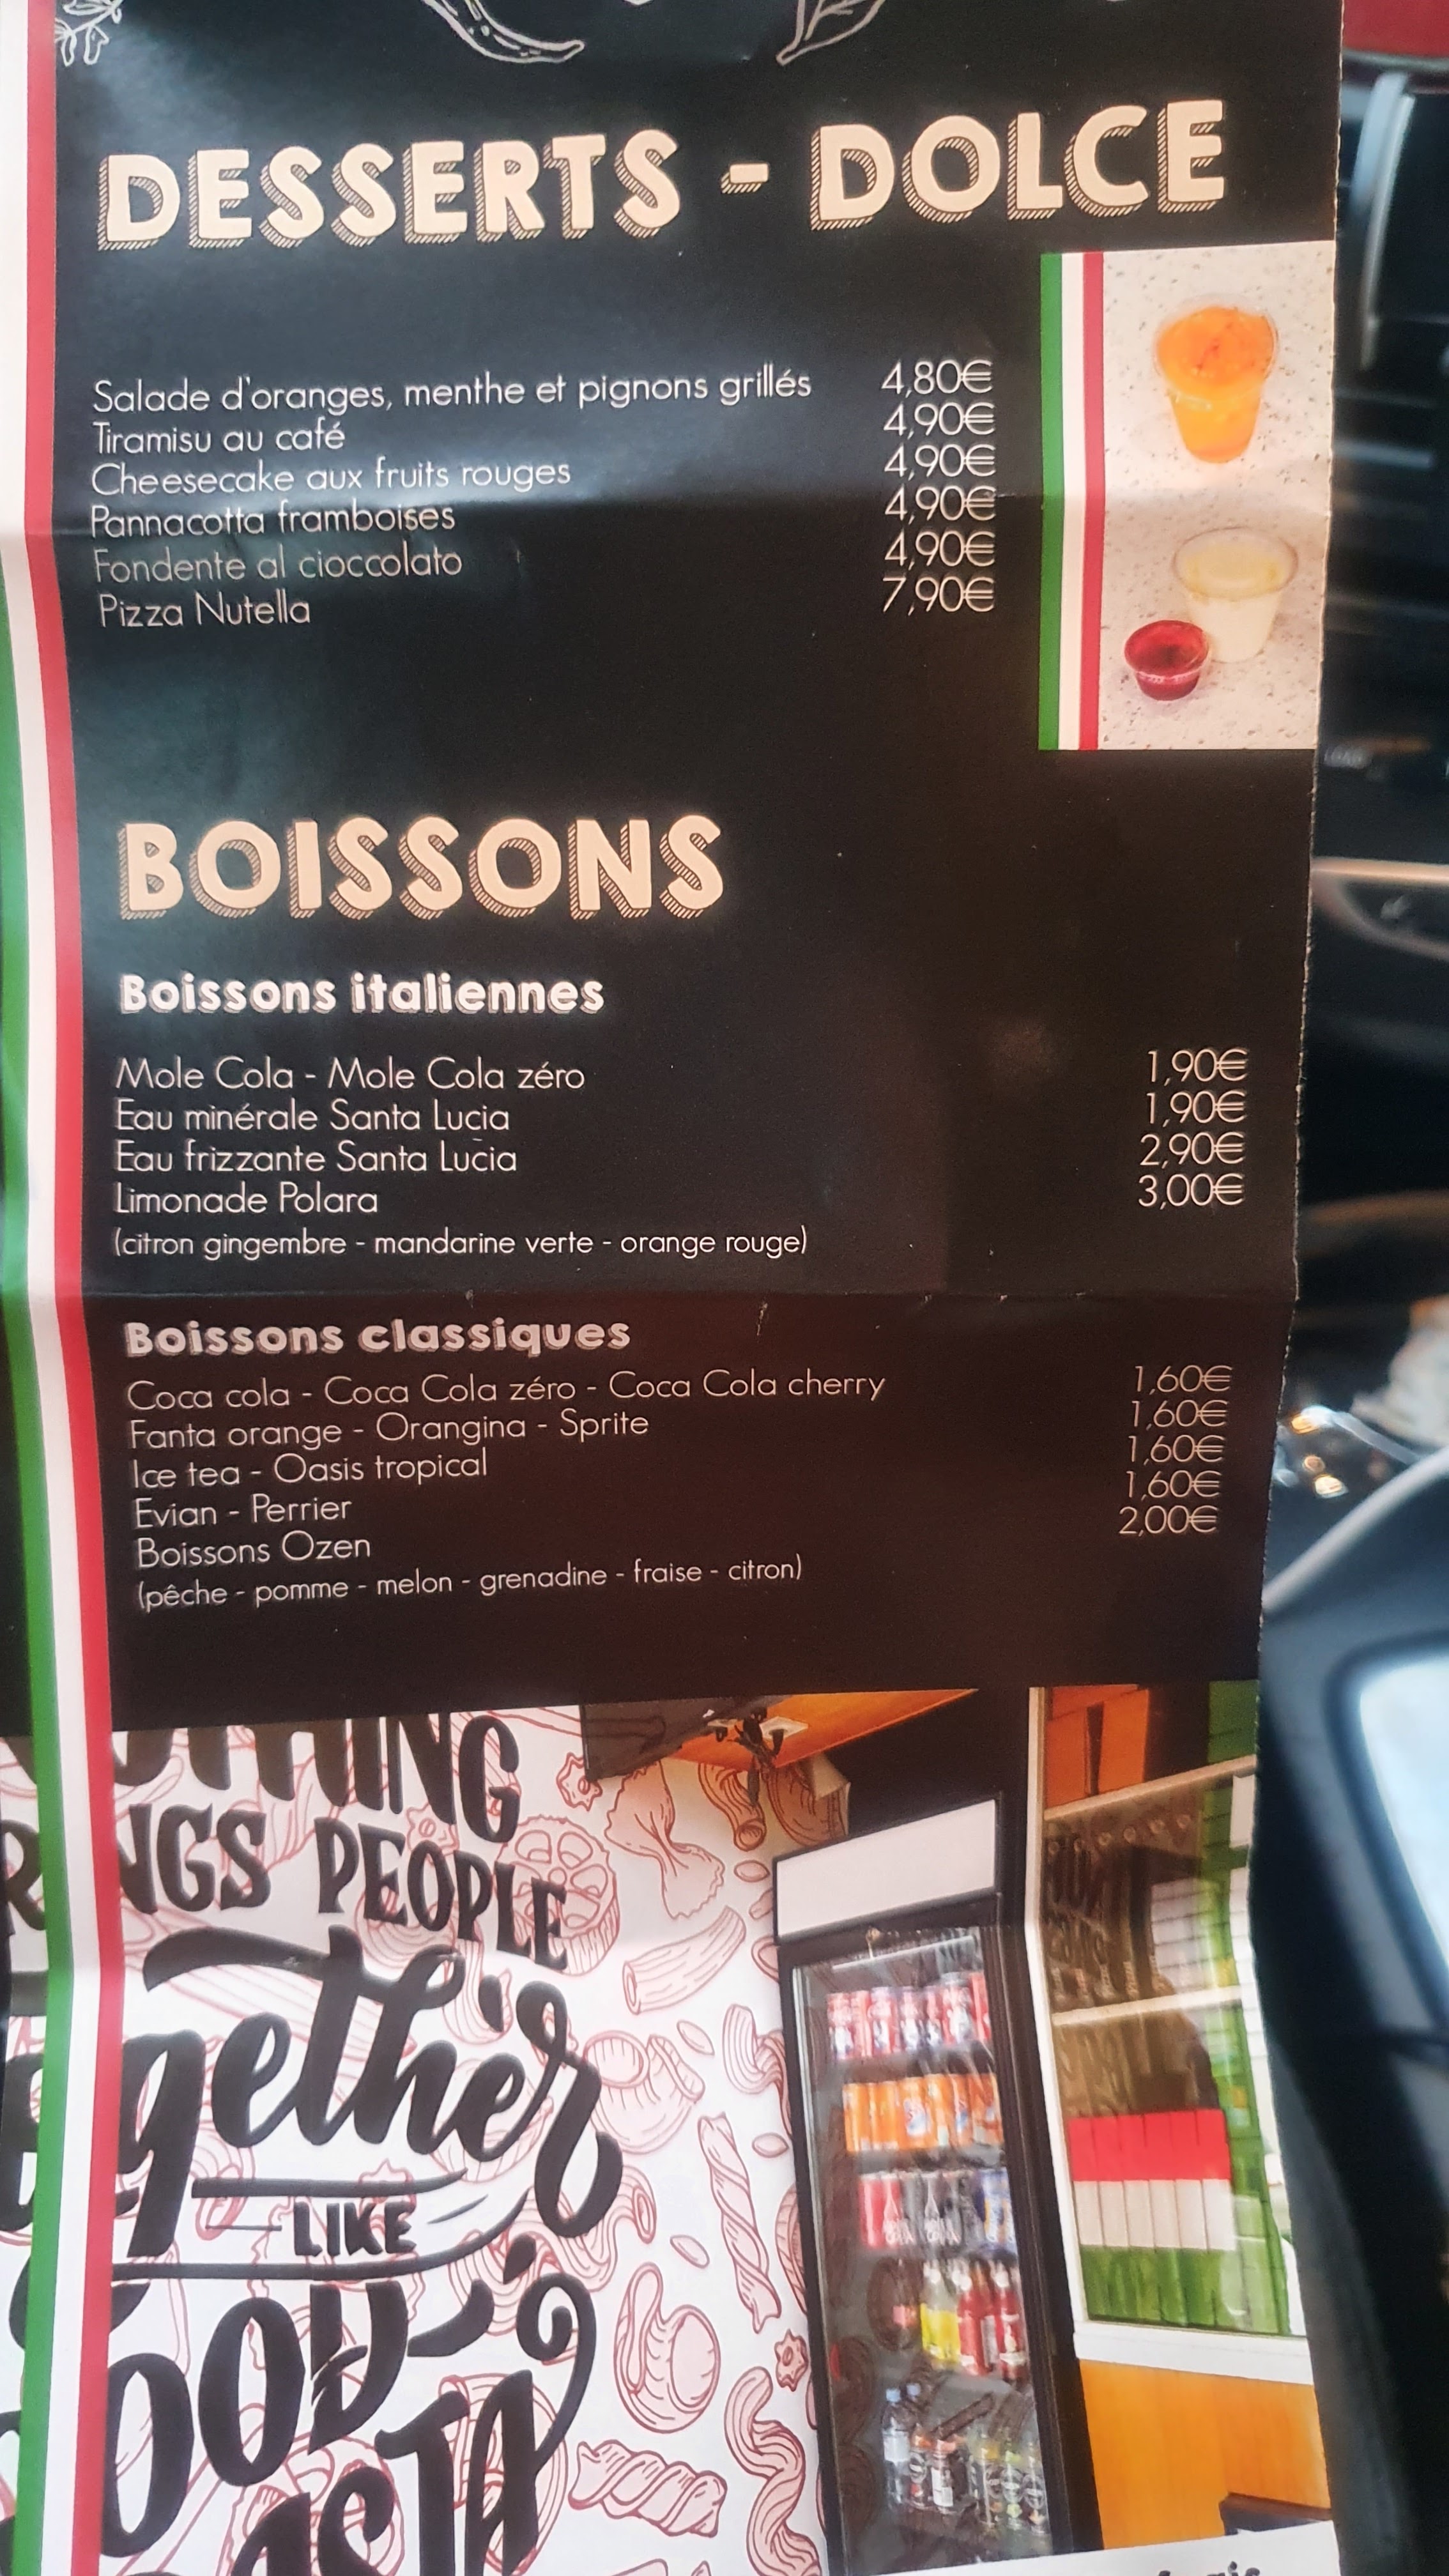 DESSERTS - DOLCE
Salade d'oranges, menthe et pignons grillés 4,80€
Tiramisu au café 4,90€
Cheesecake aux fruits rouges 4,90€
Pannacotta framboises 4,90€
Fondente al cioccolato 4,90€
Pizza Nutella 7,90€
BOISSONS
Boissons italiennes
Mole Cola - Mole Cola zéro 1,90€
Eau minérale Santa Lucia 1,90€
Eau frizzante Santa Lucia 2,90€
Limonade Polara 3,00€
(citron gingembre - mandarine verte - orange rouge)
Boissons classiques
Coca cola - Coca Cola zéro - Coca Cola cherry 1,60€
Fanta orange - Orangina - Sprite 1,60€
Ice tea - Oasis tropical 1,60€
Evian - Perrier 1,60€
Boissons Ozen 2,00€
(pêche - pomme - melon - grenadine - fraise - citron)
THING
NGS PEOPLE
gether
LIKE
OOD
ASTA